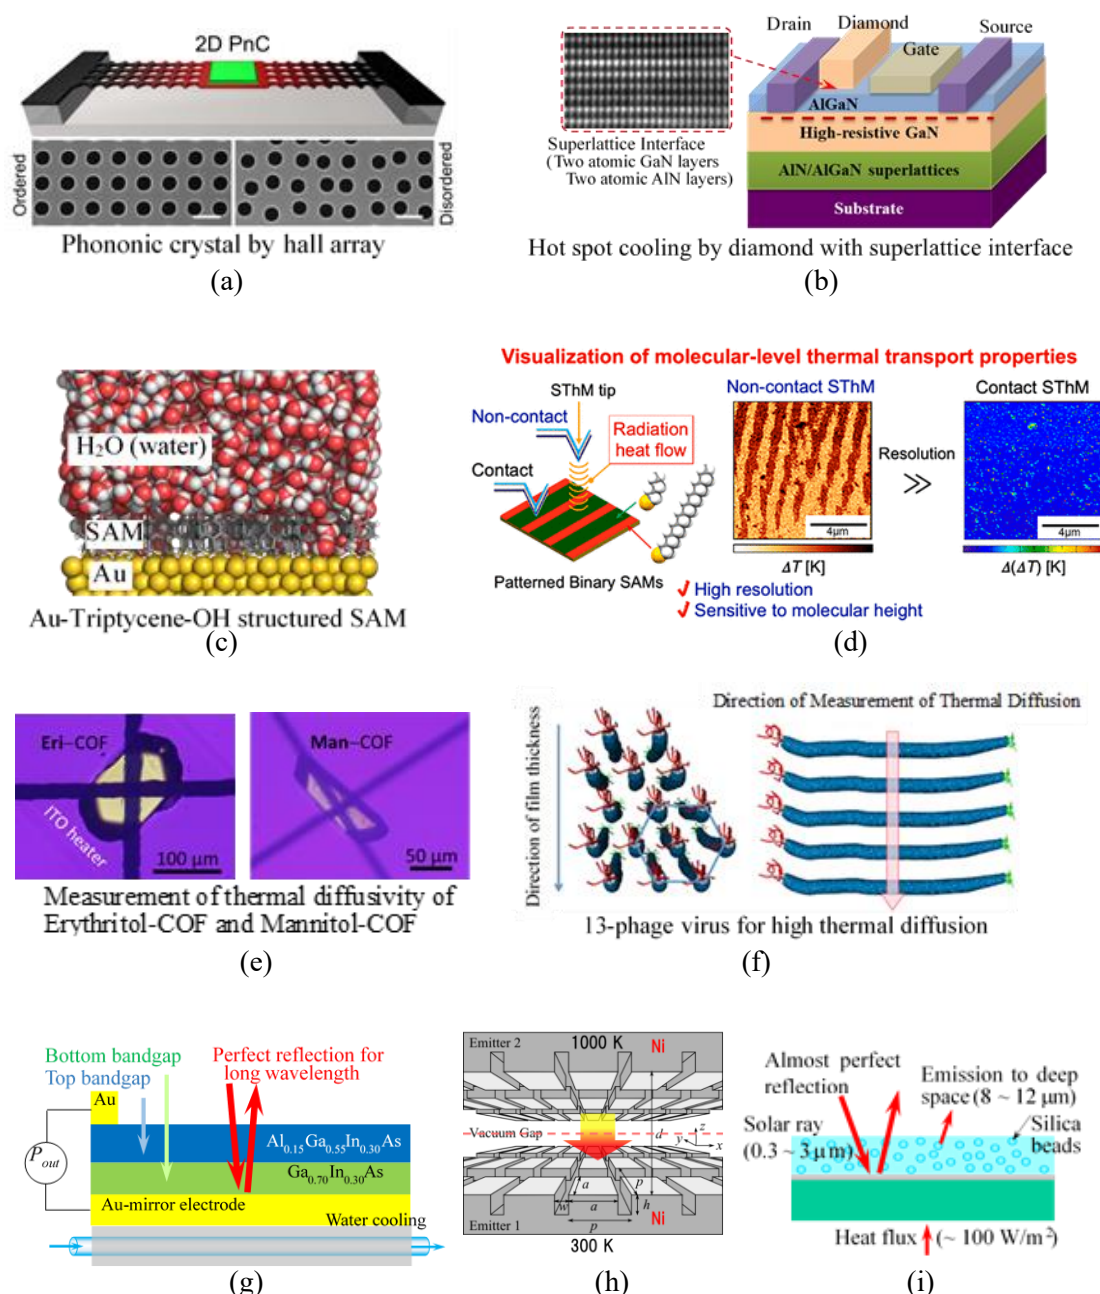 2D PnC
Ordered
Disordered
Phononic crystal by hall array
(a)
Drain
Diamond
Source
Gate
AlGaN
High-resistive GaN
AlN/AlGaN superlattices
Substrate
Superlattice Interface
(Two atomic GaN layers
Two atomic AlN layers)
Hot spot cooling by diamond with superlattice interface
(b)
H₂O (water)
SAM
Au
Au-Triptycene-OH structured SAM
(c)
Visualization of molecular-level thermal transport properties
SThM tip
Non-contact
Contact
Radiation
heat flow
Patterned Binary SAMs
Non-contact SThM
4μm
ΔT [K]
Resolution
≫
Contact SThM
4μm
Δ(ΔT) [K]
✓ High resolution
✓ Sensitive to molecular height
(d)
Eri–COF
ITO heater
100 μm
Man–COF
50 μm
Measurement of thermal diffusivity of
Erythritol-COF and Mannitol-COF
(e)
Direction of film thickness
Direction of Measurement of Thermal Diffusion
13-phage virus for high thermal diffusion
(f)
Bottom bandgap
Top bandgap
Perfect reflection for
long wavelength
Au
Al₀.₁₅Ga₀.₅₅In₀.₃₀As
Ga₀.₇₀In₀.₃₀As
Pout
Au-mirror electrode
Water cooling
(g)
Emitter 2
1000 K
Ni
Vacuum Gap
d
z
y
x
a
p
w
a
h
p
Emitter 1
Ni
300 K
(h)
Almost perfect
reflection
Emission to deep
space (8 ~ 12 μm)
Solar ray
(0.3 ~ 3 μm)
Silica
beads
Heat flux (~ 100 W/m²)
(i)